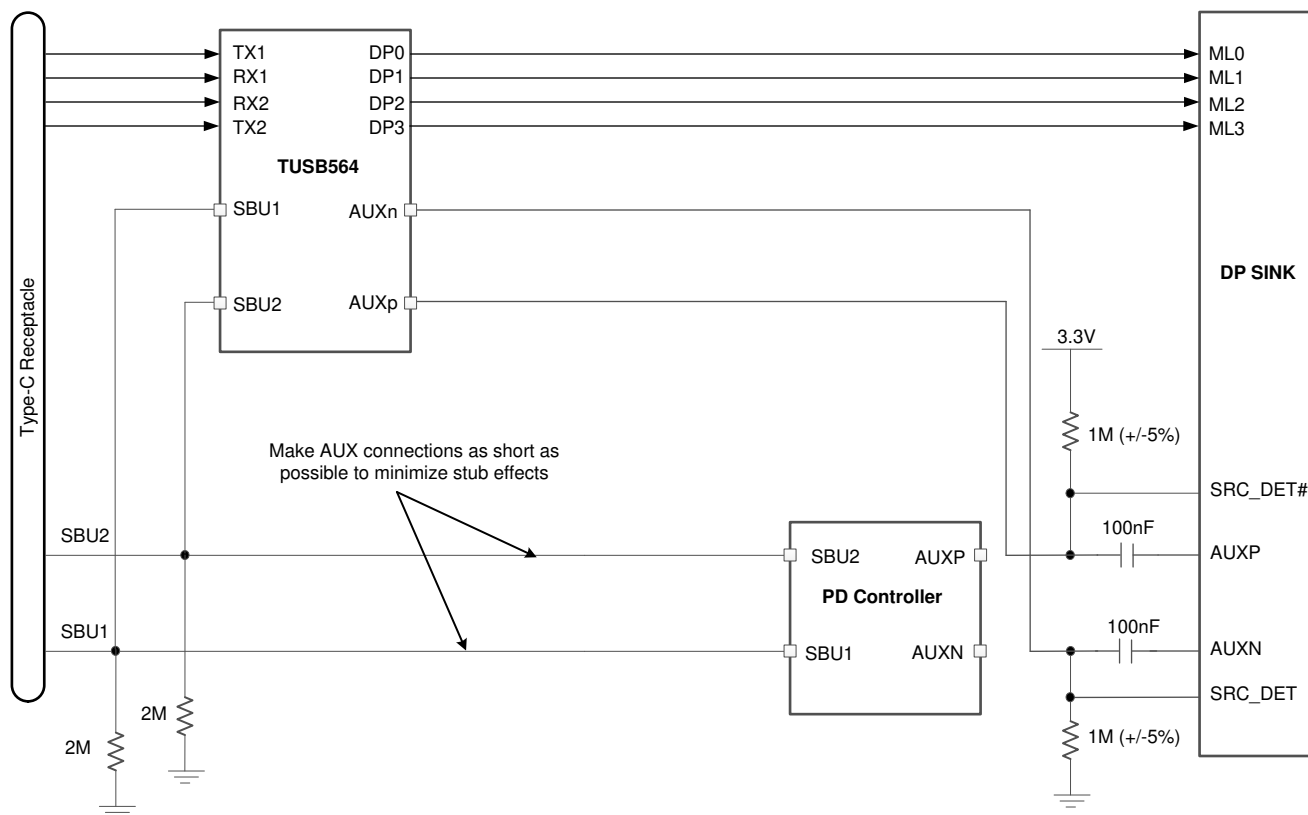 Type-C Receptacle
TX1
RX1
RX2
TX2
DP0
DP1
DP2
DP3
TUSB564
SBU1
AUXn
SBU2
AUXp
ML0
ML1
ML2
ML3
DP SINK
3.3V
1M (+/-5%)
SRC_DET#
100nF
AUXP
100nF
AUXN
SRC_DET
1M (+/-5%)
Make AUX connections as short as
possible to minimize stub effects
SBU2
SBU1
SBU2
AUXP
PD Controller
SBU1
AUXN
2M
2M